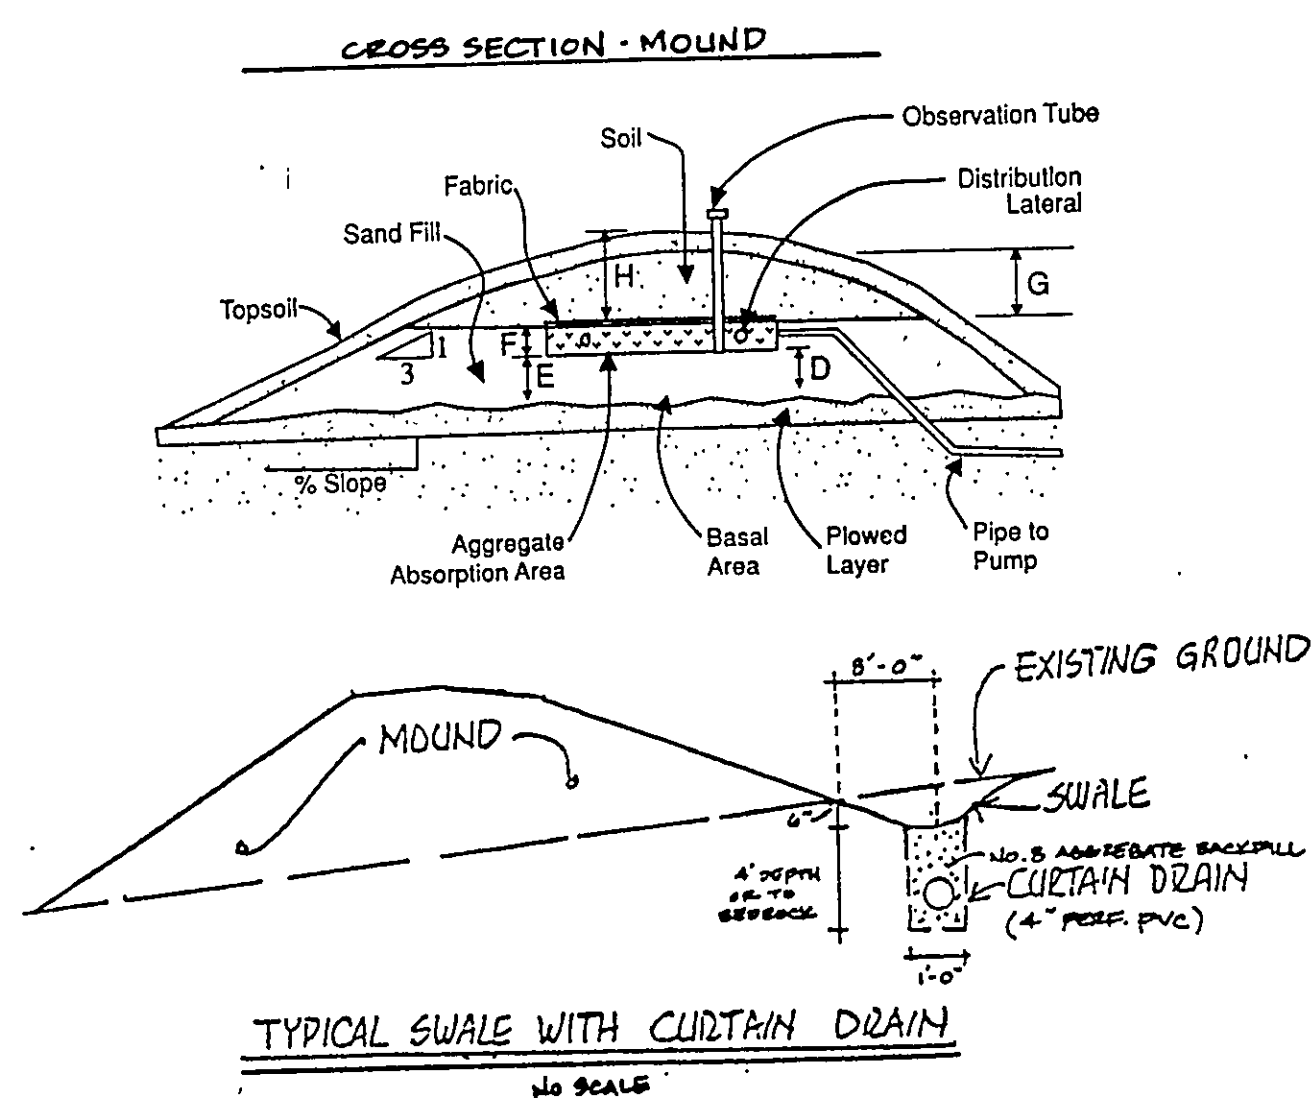 CROSS SECTION - MOUND
Observation Tube
Soil
Distribution
Lateral
Fabric
Sand Fill
H
G
Topsoil
F
1
3
E
D
% Slope
Aggregate
Absorption Area
Basal
Area
Plowed
Layer
Pipe to
Pump
8'-0"
EXISTING GROUND
MOUND
SWALE
6"
NO. 8 AGGREGATE BACKFILL
4' DEPTH
OR TO
BEDROCK
CURTAIN DRAIN
(4" PERF. PVC)
1'-0"
TYPICAL SWALE WITH CURTAIN DRAIN
NO SCALE